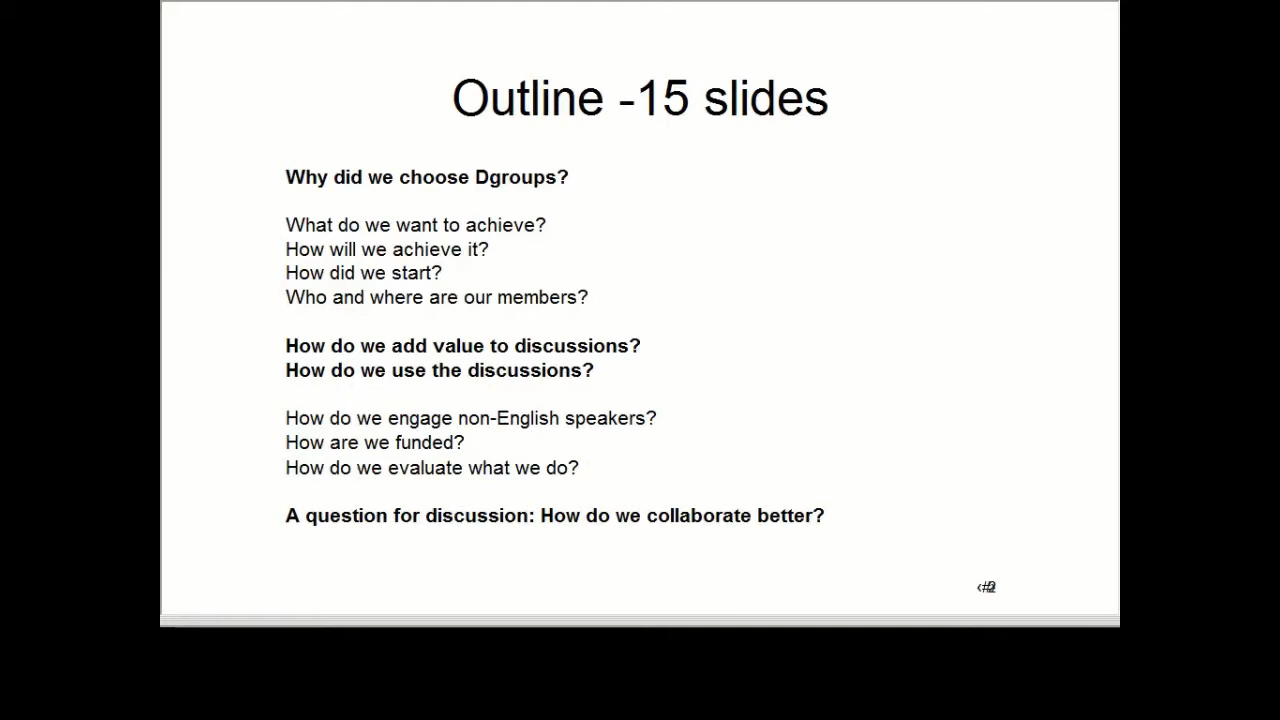 Outline -15 slides
Why did we choose Dgroups?
What do we want to achieve?
How will we achieve it?
How did we start?
Who and where are our members?
How do we add value to discussions?
How do we use the discussions?
How do we engage non-English speakers?
How are we funded?
How do we evaluate what we do?
A question for discussion: How do we collaborate better?